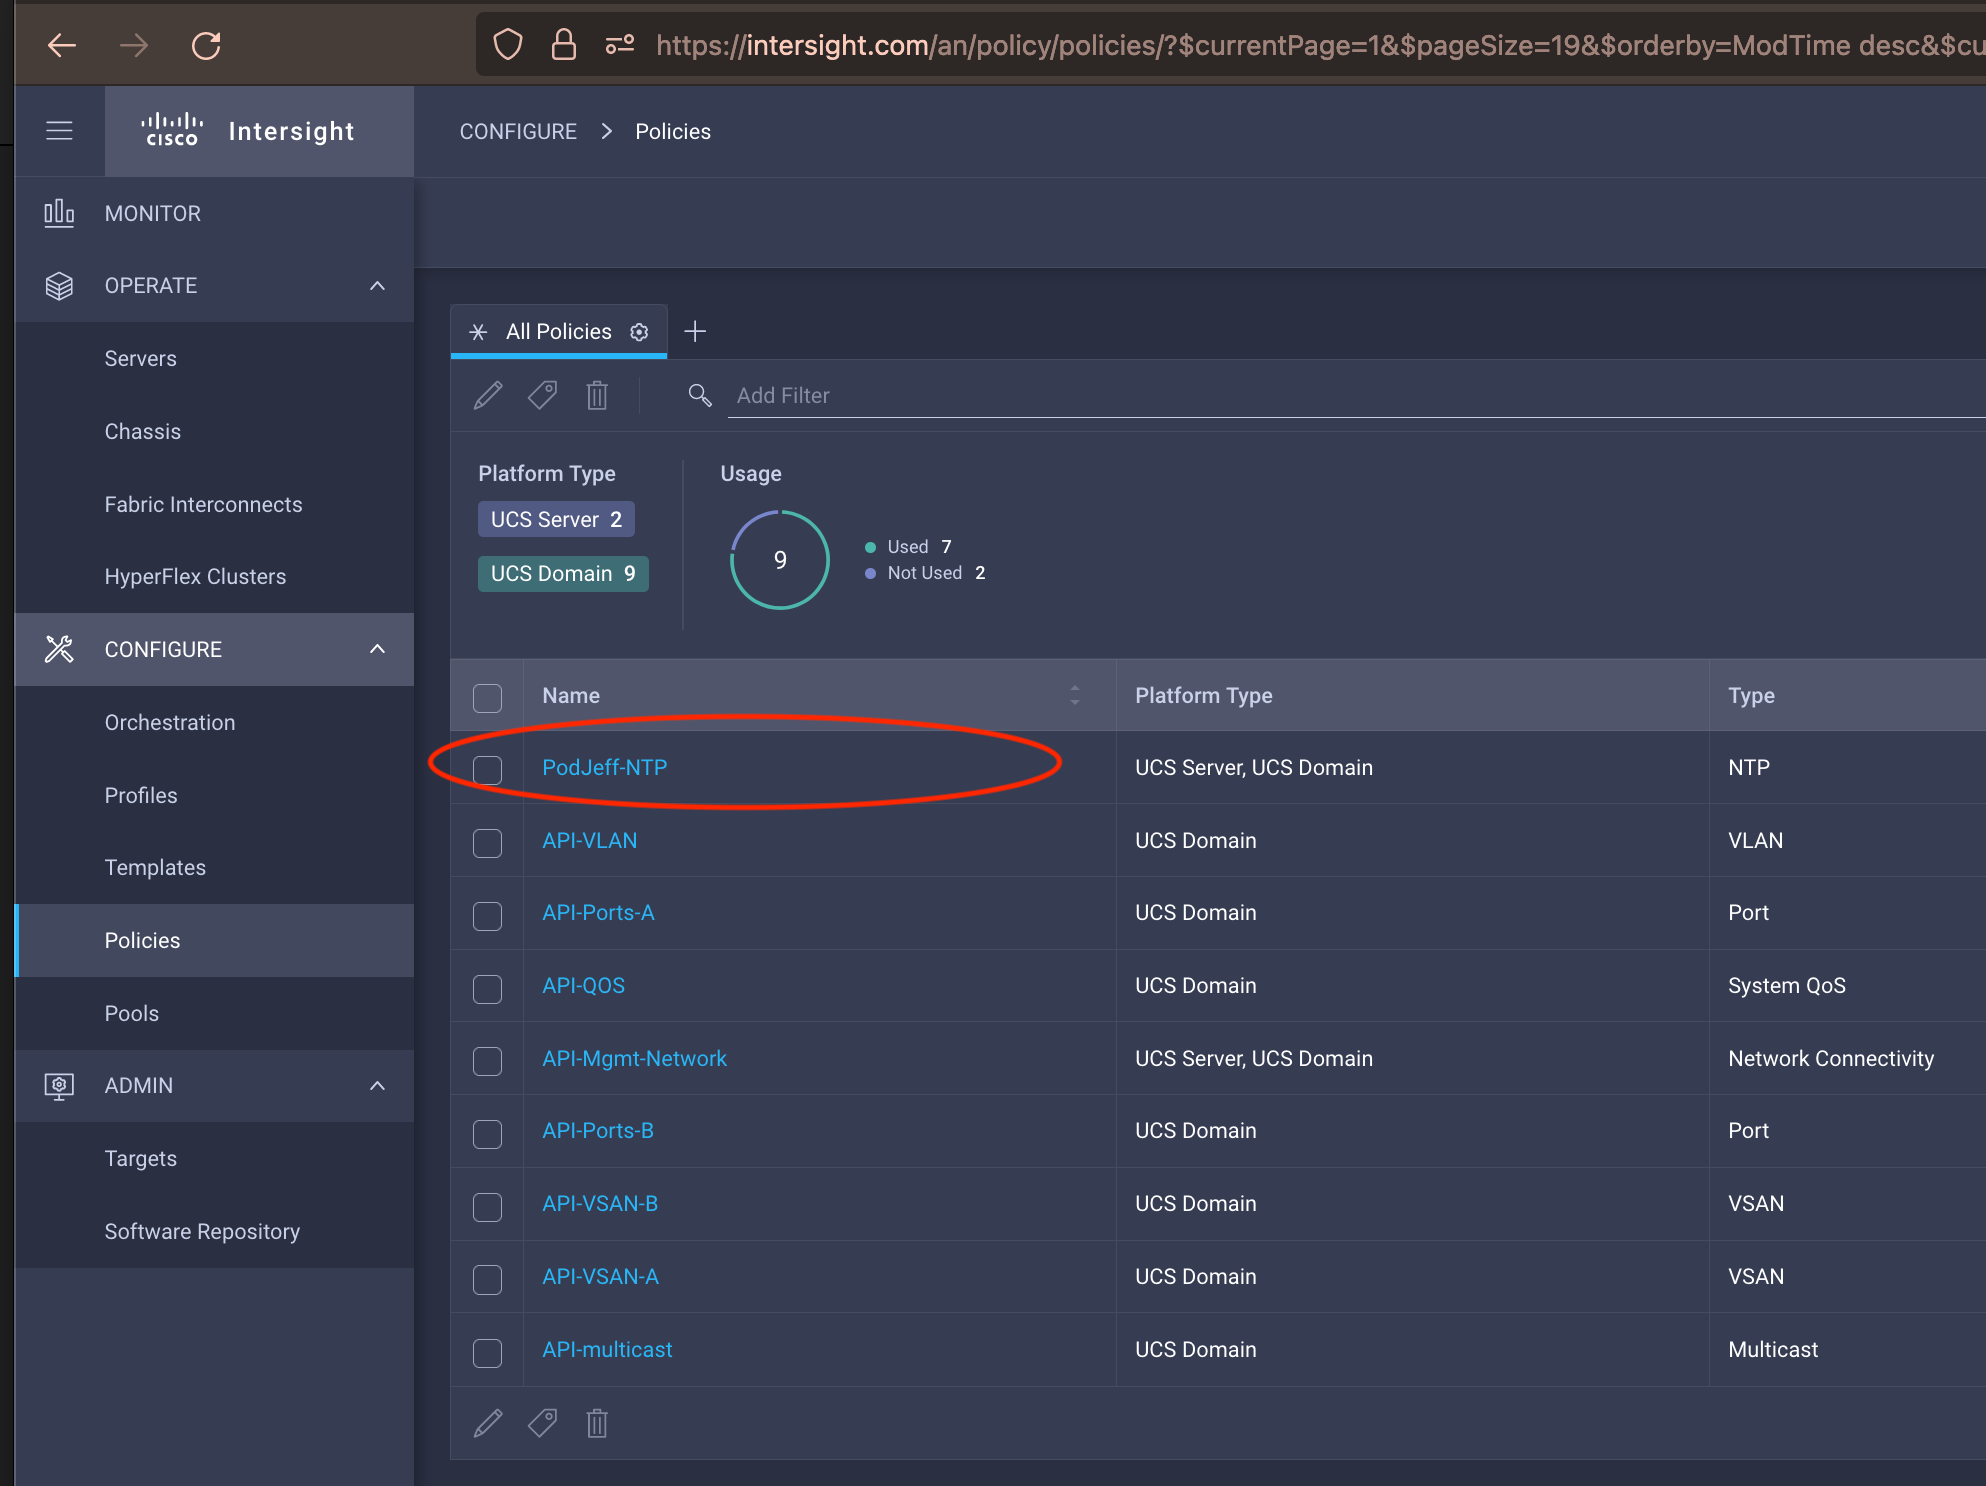 https://intersight.com/an/policy/policies/?$currentPage=1&$pageSize=19&$orderby=ModTime desc&$cu
CISCO Intersight
CONFIGURE > Policies
MONITOR
OPERATE
Servers
Chassis
Fabric Interconnects
HyperFlex Clusters
CONFIGURE
Orchestration
Profiles
Templates
Policies
Pools
ADMIN
Targets
Software Repository
All Policies
Add Filter
Platform Type
UCS Server 2
UCS Domain 9
Usage
9
Used 7
Not Used 2
Name Platform Type Type
PodJeff-NTP UCS Server, UCS Domain NTP
API-VLAN UCS Domain VLAN
API-Ports-A UCS Domain Port
API-QOS UCS Domain System QoS
API-Mgmt-Network UCS Server, UCS Domain Network Connectivity
API-Ports-B UCS Domain Port
API-VSAN-B UCS Domain VSAN
API-VSAN-A UCS Domain VSAN
API-multicast UCS Domain Multicast